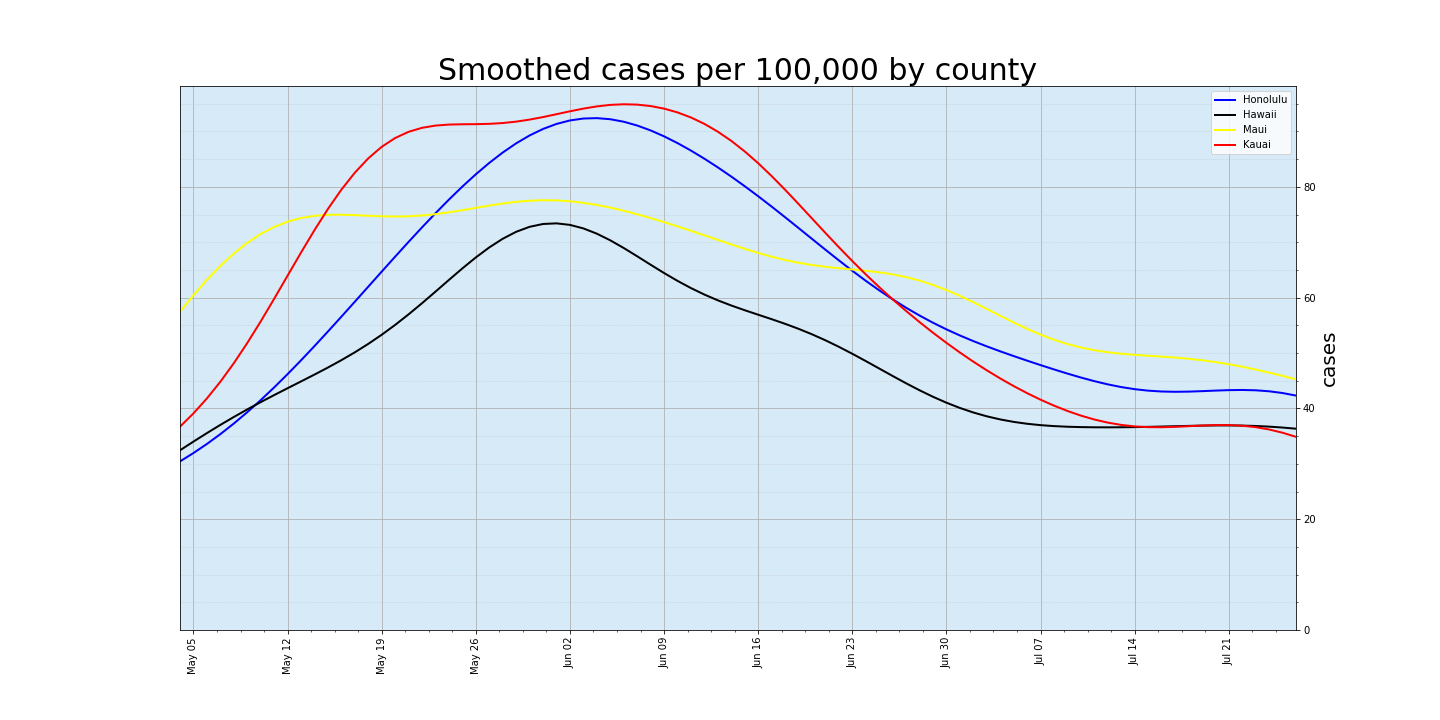 Smoothed cases per 100,000 by county
Honolulu
Hawaii
Maui
Kauai
80
60
40
20
0
cases
May 05
May 12
May 19
May 26
Jun 02
Jun 09
Jun 16
Jun 23
Jun 30
Jul 07
Jul 14
Jul 21